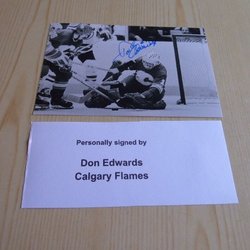 Personally signed by
Don Edwards
Calgary Flames